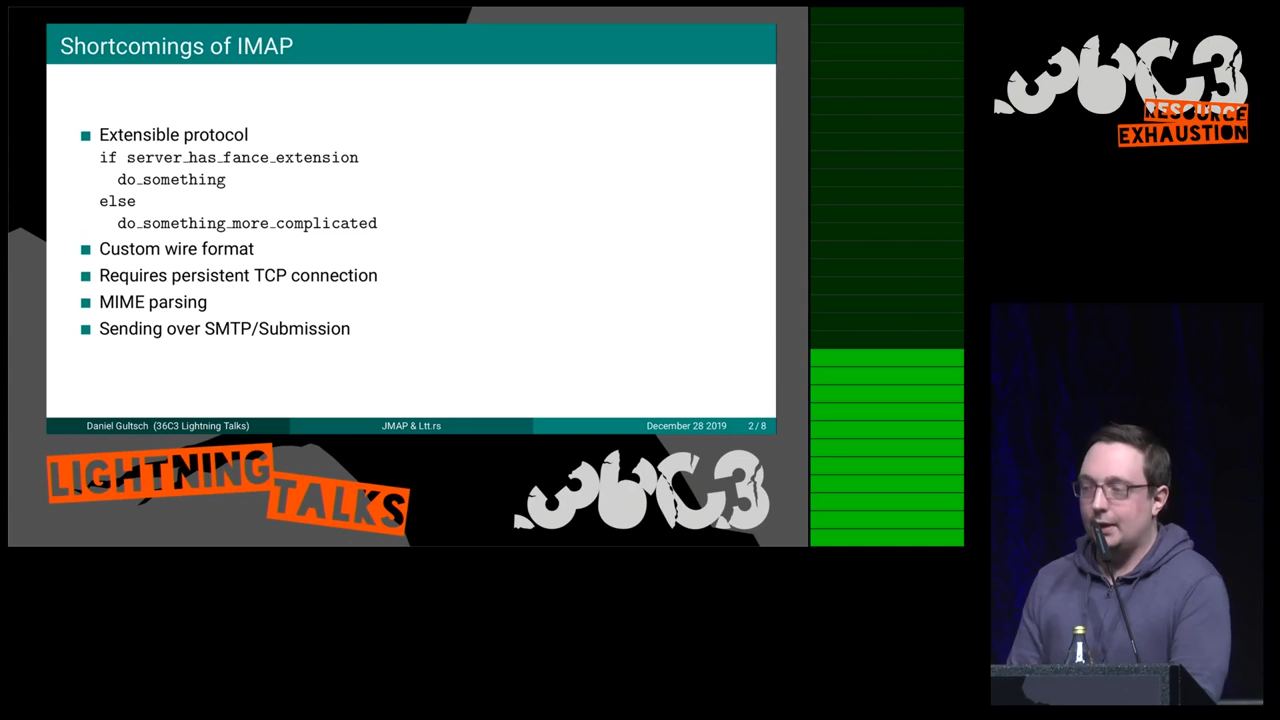 Shortcomings of IMAP
Extensible protocol
if server_has_fance_extension
do_something
else
do_something_more_complicated
Custom wire format
Requires persistent TCP connection
MIME parsing
Sending over SMTP/Submission
Daniel Gultsch (36C3 Lightning Talks) JMAP & Ltt.rs December 28 2019 2/8
LIGHTNING
TALKS
36C3
36C3
RESOURCE
EXHAUSTION